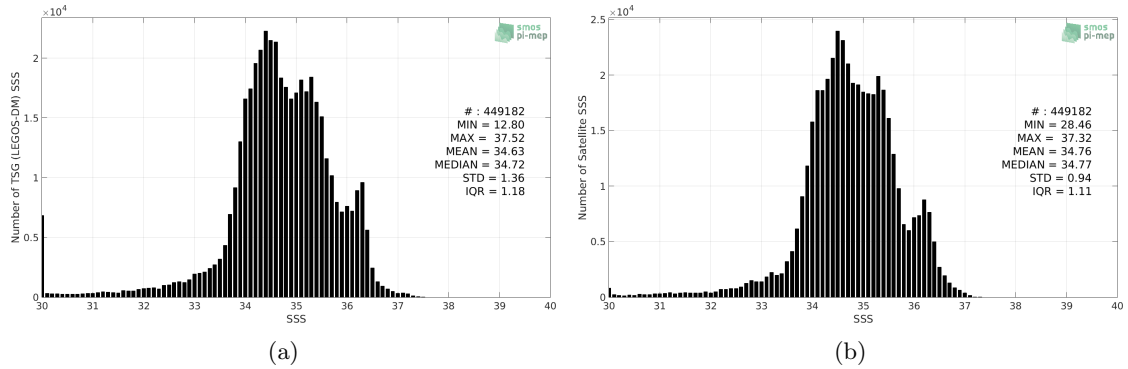 ×10⁴
smos
pi-mep
Number of TSG (LEGOS-DM) SSS
2
1.5
1
0.5
0
# : 449182
MIN = 12.80
MAX = 37.52
MEAN = 34.63
MEDIAN = 34.72
STD = 1.36
IQR = 1.18
30 31 32 33 34 35 36 37 38 39 40
SSS
(a)
×10⁴
smos
pi-mep
Number of Satellite SSS
2.5
2
1.5
1
0.5
0
# : 449182
MIN = 28.46
MAX = 37.32
MEAN = 34.76
MEDIAN = 34.77
STD = 0.94
IQR = 1.11
30 31 32 33 34 35 36 37 38 39 40
SSS
(b)